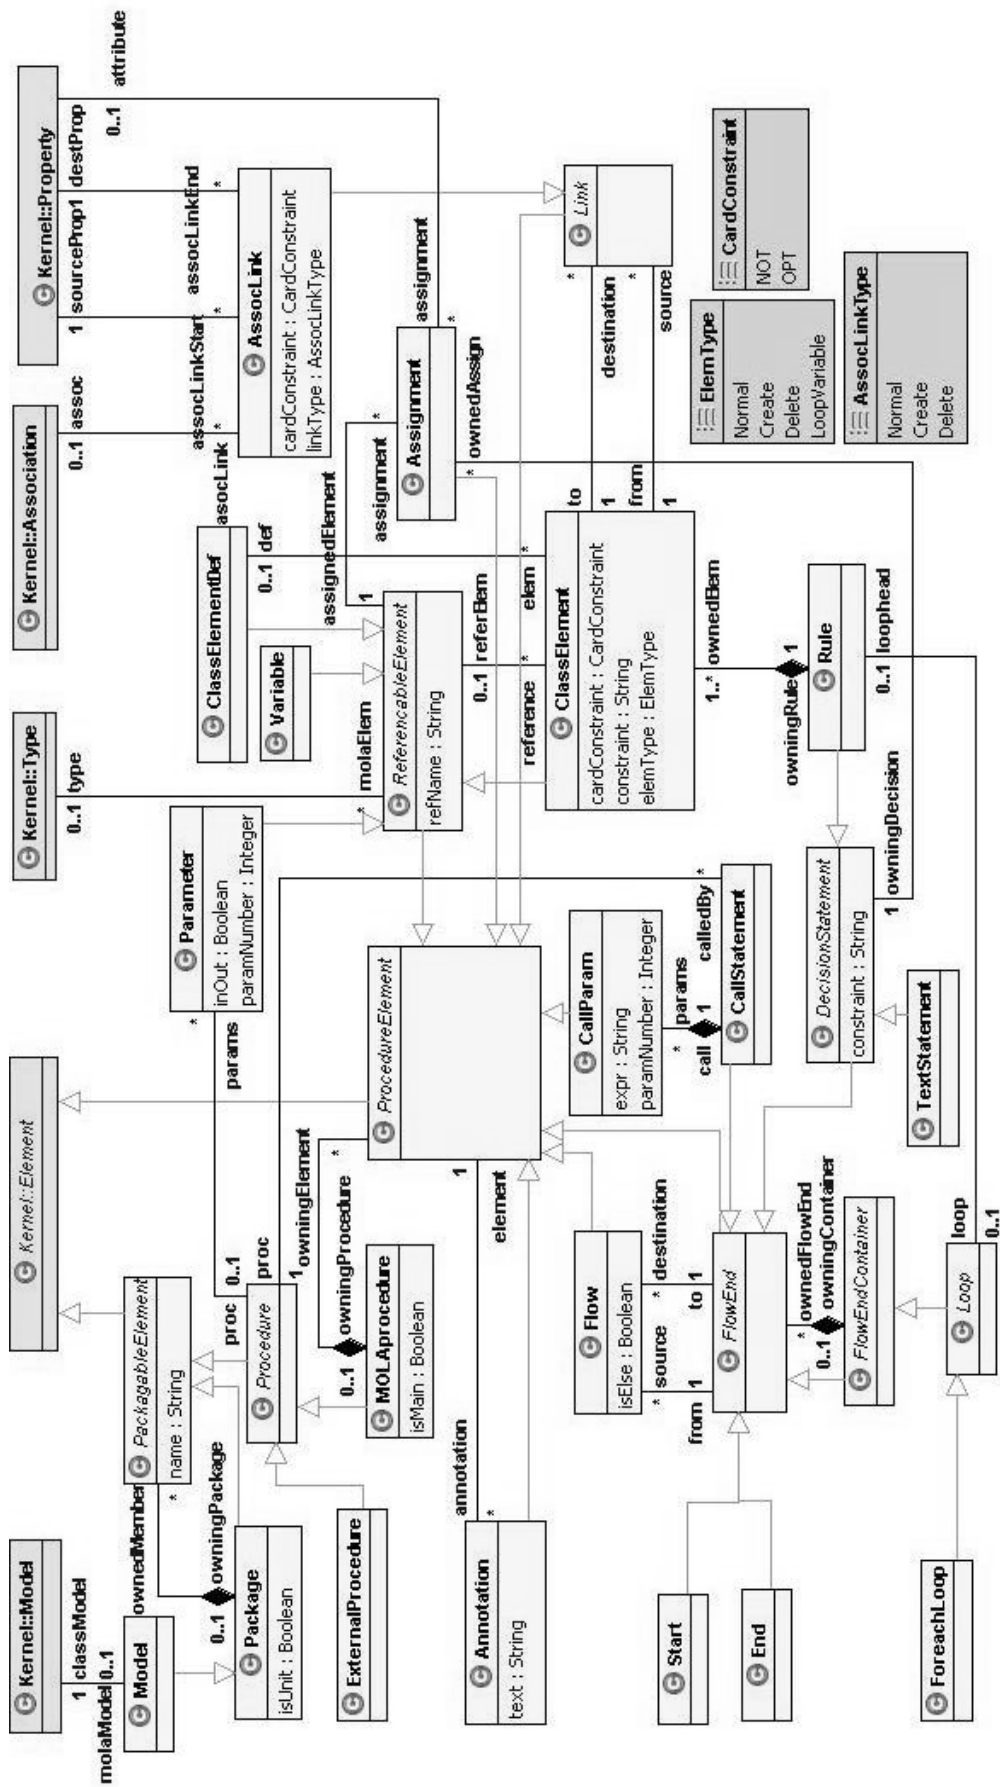 Kernel::Model
1 classModel
molaModel 0..1
Model
ownedMember
*
0..1 owningPackage
Package
isUnit : Boolean
Kernel::Element
PackagableElement
name : String
proc
Procedure
proc
0..1
1
ExternalProcedure
MOLAprocedure
isMain : Boolean
0..1 owningProcedure
owningElement
*
params
*
Parameter
inOut : Boolean
paramNumber : Integer
Kernel::Type
0..1 type
molaElem
*
Kernel::Association
0..1 assoc
Kernel::Property
1 sourceProp
1 destProp
0..1 attribute
ClassElementDef
0..1 def
Variable
asocLink
*
assocLinkStart
*
assocLinkEnd
*
AssocLink
cardConstraint : CardConstraint
linkType : AssocLinkType
ReferencableElement
refName : String
assignedElement
1
0..1 referElem
assignment
*
Assignment
assignment
*
* ownedAssign
ProcedureElement
1
element
annotation
*
Annotation
text : String
reference
*
elem *
ClassElement
cardConstraint : CardConstraint
constraint : String
elemType : ElemType
to
1
from
1
Link
*
destination
*
source
1..* ownedElem
owningRule 1
Rule
0..1 loophead
CallParam
expr : String
paramNumber : Integer
* params
call 1
calledBy *
CallStatement
Flow
isElse : Boolean
* source
* destination
from 1
to 1
FlowEnd
* ownedFlowEnd
0..1 owningContainer
FlowEndContainer
DecisionStatement
constraint : String
1 owningDecision
TextStatement
Start
End
ForeachLoop
Loop
loop
0..1
ElemType
Normal
Create
Delete
LoopVariable
CardConstraint
NOT
OPT
AssocLinkType
Normal
Create
Delete